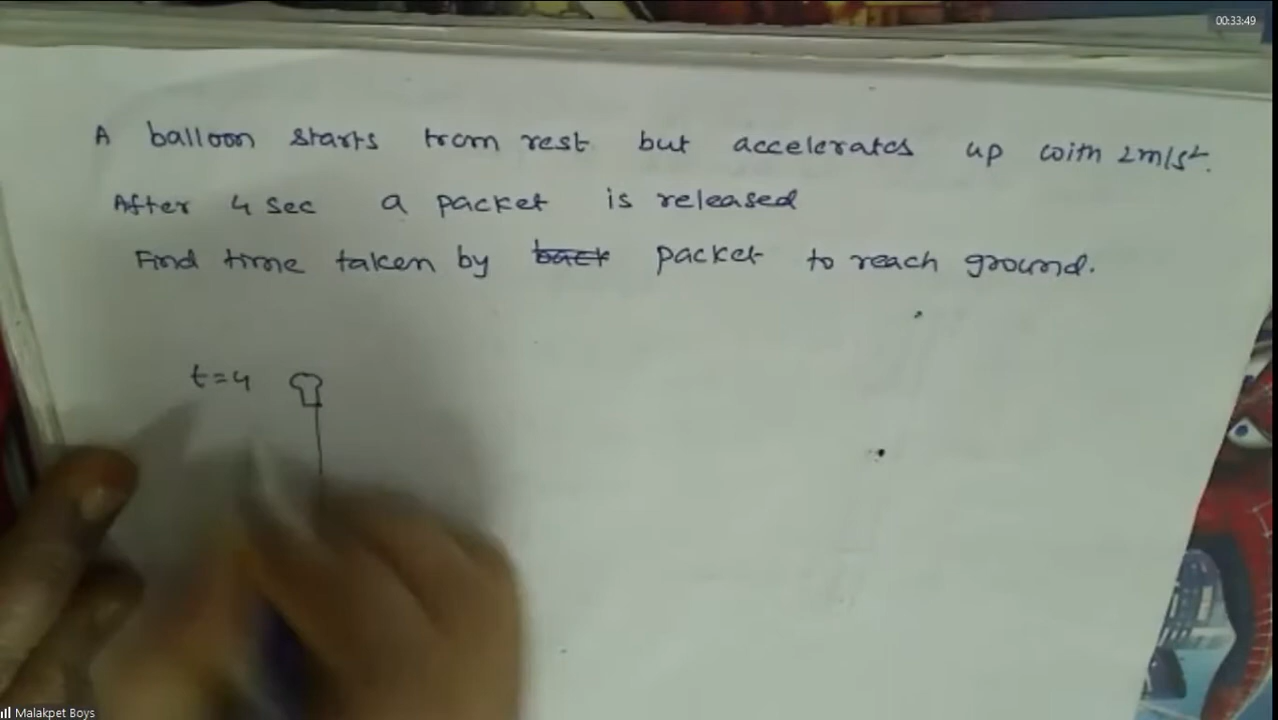 00:33:49
A balloon starts from rest but accelerates up with 2m/s².
After 4 sec a packet is released
Find time taken by back packet to reach ground.
t=4
Malakpet Boys